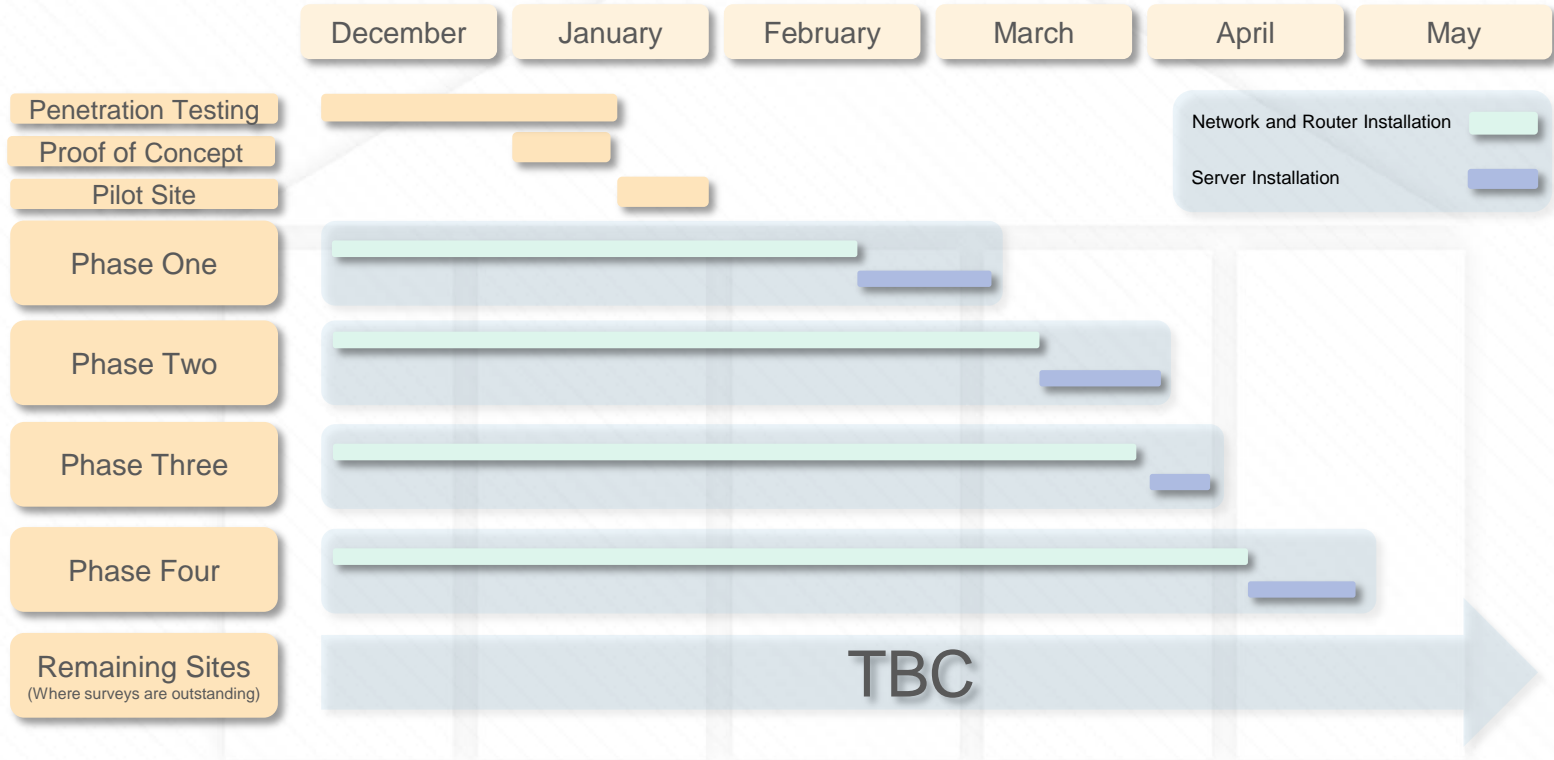 December
January
February
March
April
May
Penetration Testing
Proof of Concept
Pilot Site
Network and Router Installation
Server Installation
Phase One
Phase Two
Phase Three
Phase Four
Remaining Sites
(Where surveys are outstanding)
TBC